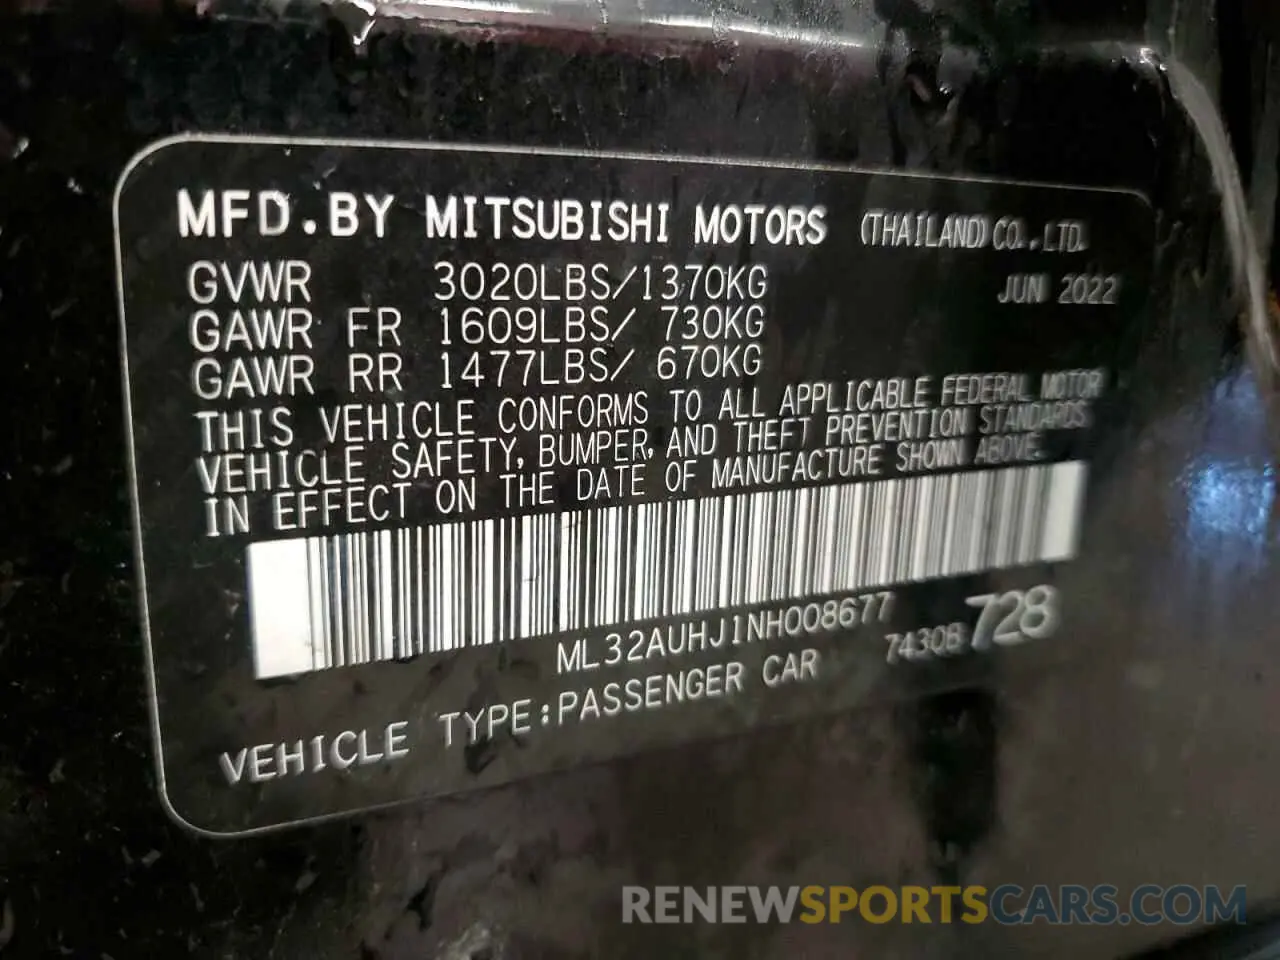 MFD.BY MITSUBISHI MOTORS (THAILAND) CO.,LTD.
GVWR 3020LBS/1370KG JUN 2022
GAWR FR 1609LBS/ 730KG
GAWR RR 1477LBS/ 670KG
THIS VEHICLE CONFORMS TO ALL APPLICABLE FEDERAL MOTOR
VEHICLE SAFETY, BUMPER, AND THEFT PREVENTION STANDARDS
IN EFFECT ON THE DATE OF MANUFACTURE SHOWN ABOVE.
ML32AUHJ1NH008677
7430B 728
VEHICLE TYPE:PASSENGER CAR
RENEWSPORTSCARS.COM